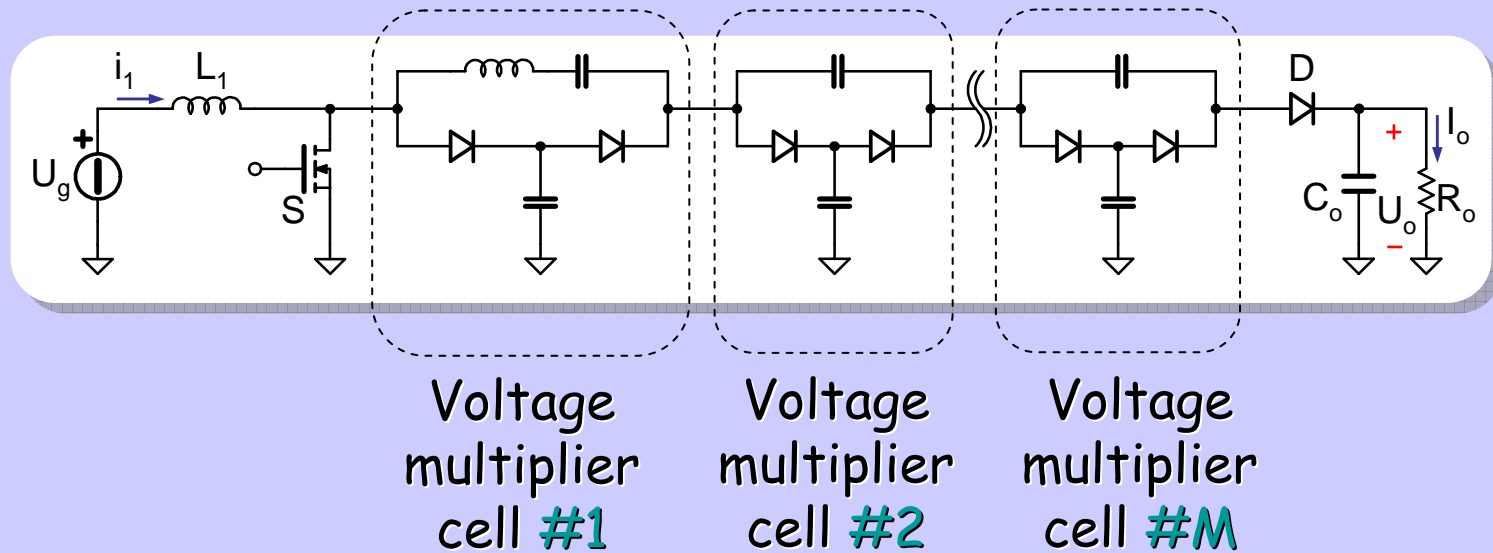 i1
L1
+
Ug
S
D
+
Io
Co
Uo
Ro
−
Voltage
multiplier
cell #1
Voltage
multiplier
cell #2
Voltage
multiplier
cell #M